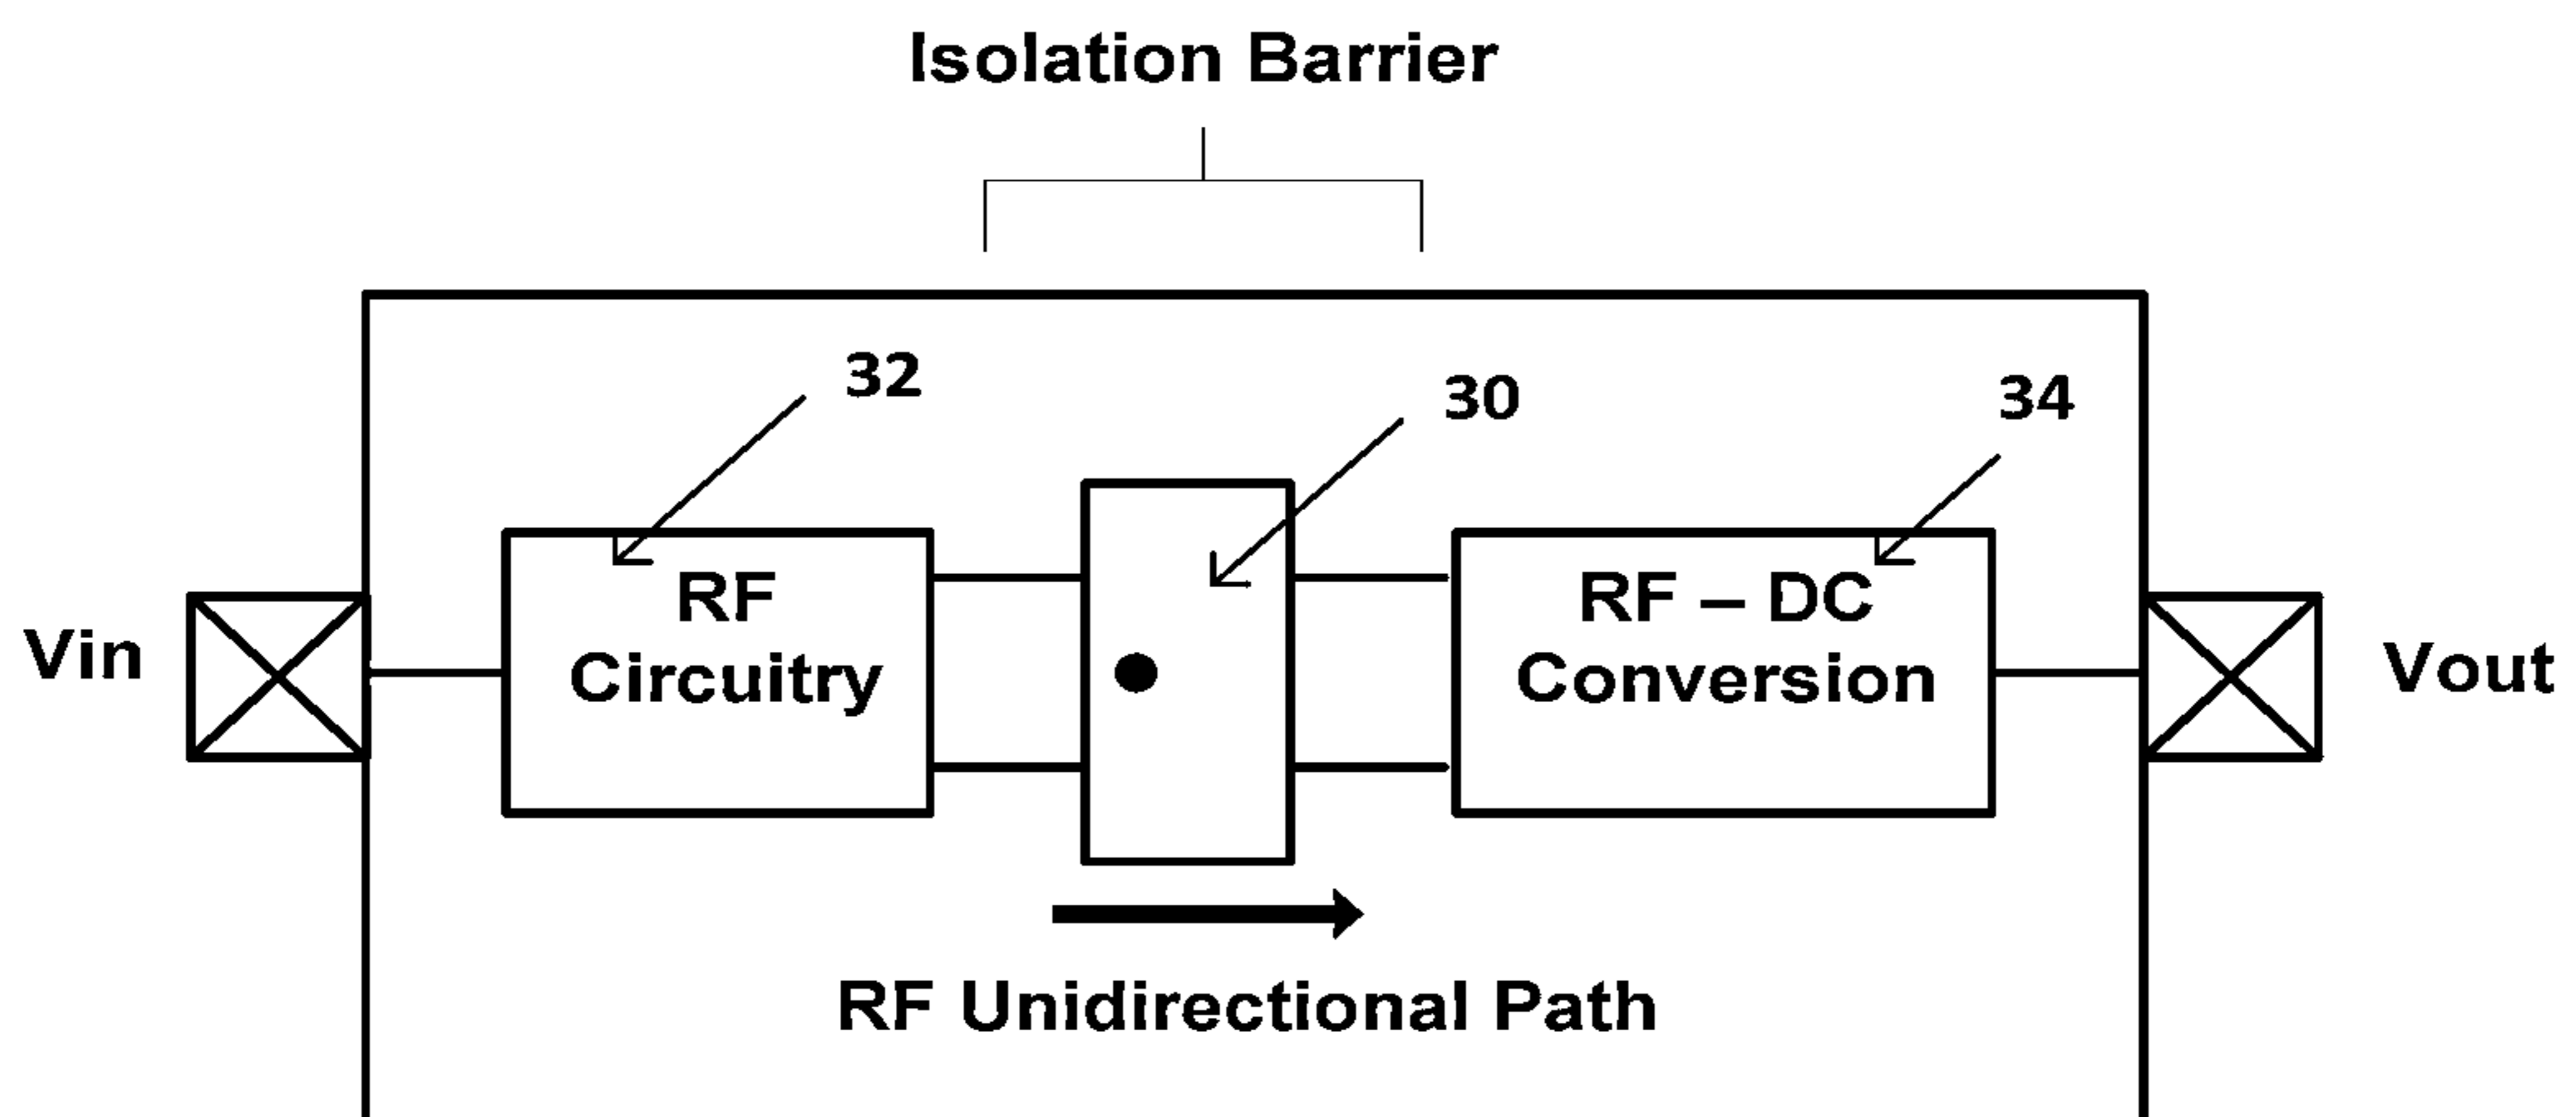 Isolation Barrier
32
30
34
RF
Circuitry
RF – DC
Conversion
Vin
Vout
RF Unidirectional Path